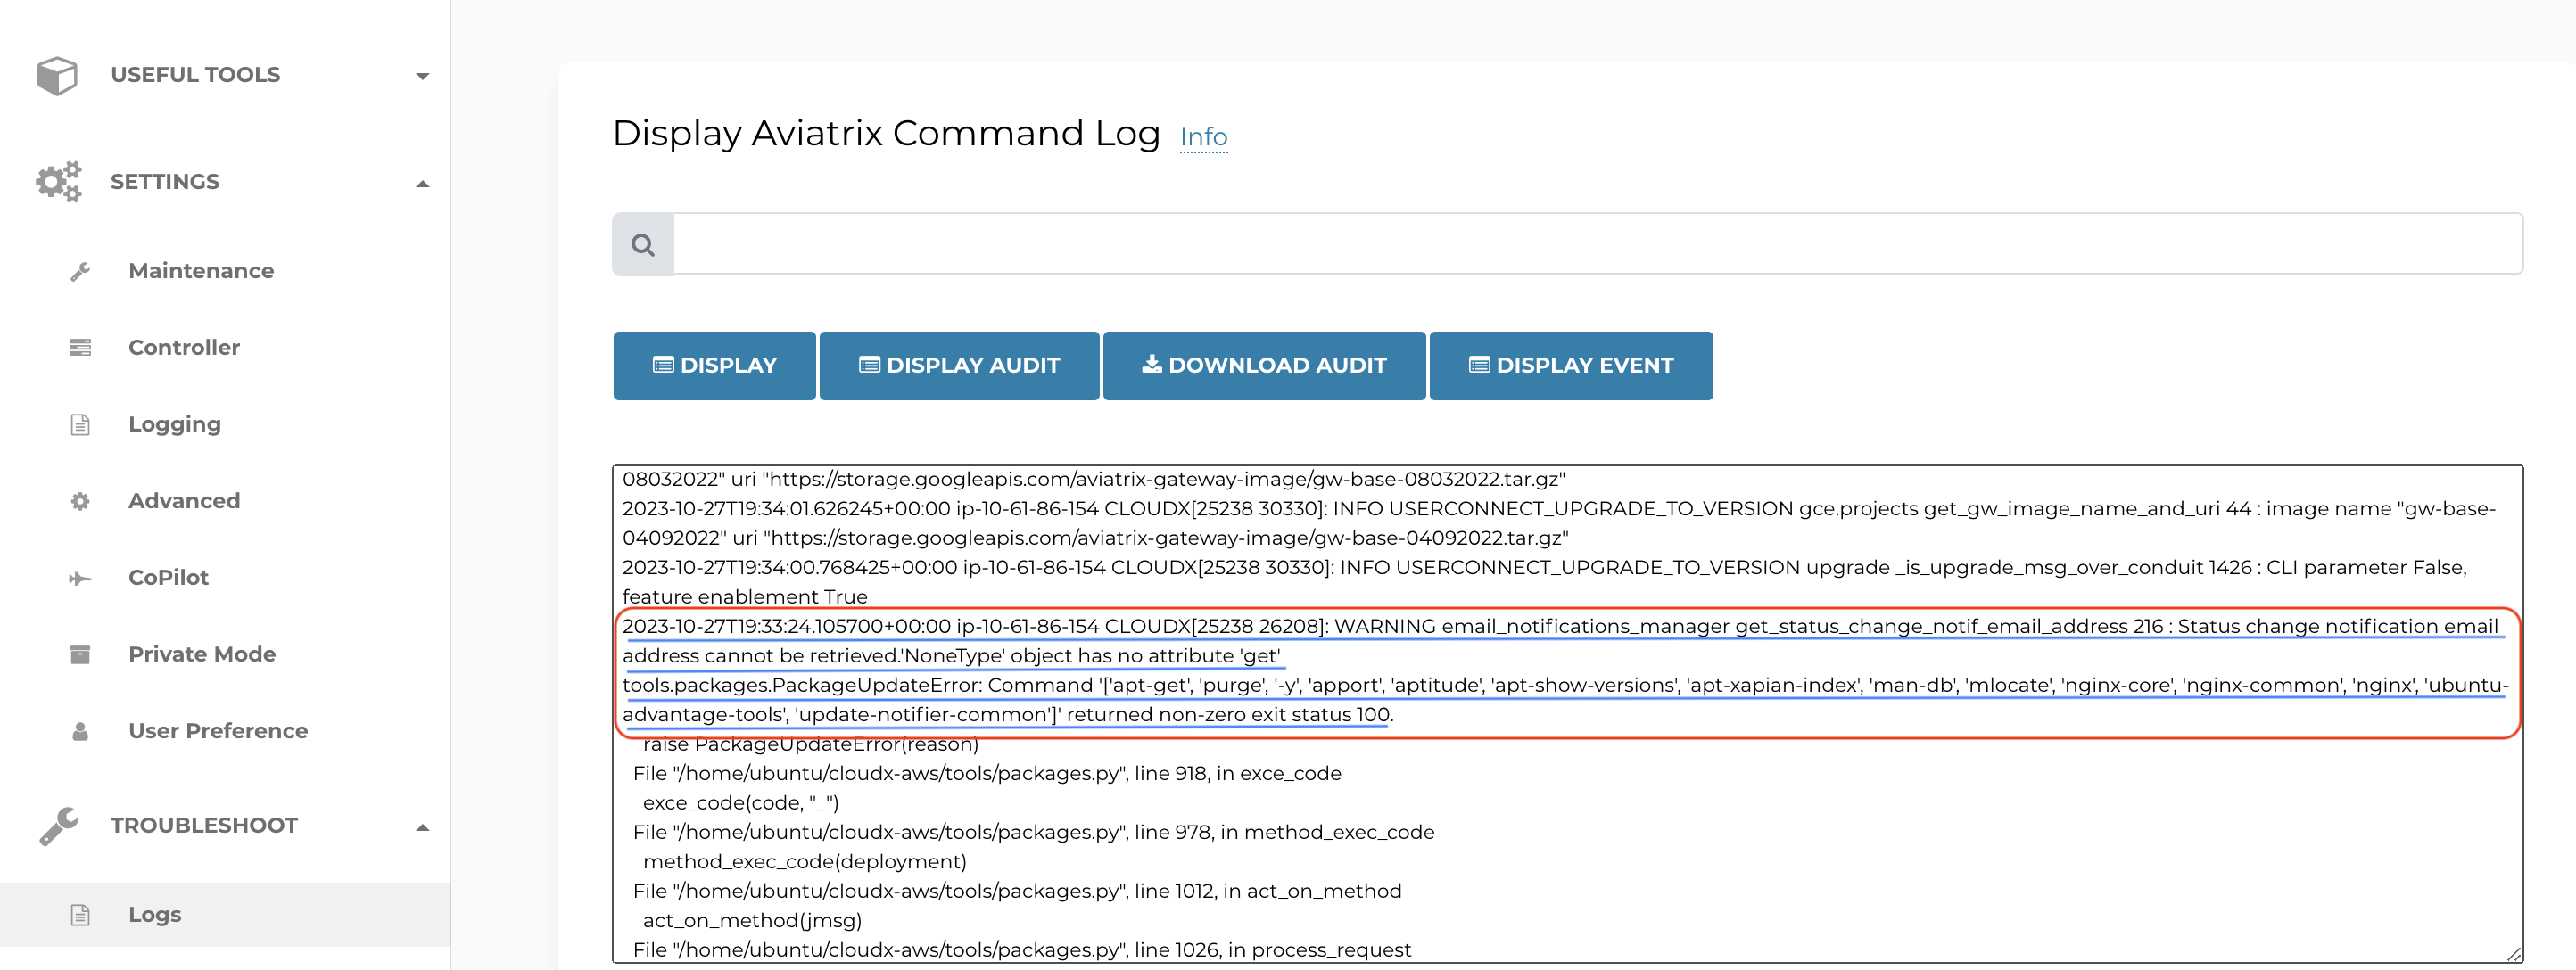 USEFUL TOOLS
SETTINGS
Maintenance
Controller
Logging
Advanced
CoPilot
Private Mode
User Preference
TROUBLESHOOT
Logs
Display Aviatrix Command Log Info
DISPLAY
DISPLAY AUDIT
DOWNLOAD AUDIT
DISPLAY EVENT
08032022" uri "https://storage.googleapis.com/aviatrix-gateway-image/gw-base-08032022.tar.gz"
2023-10-27T19:34:01.626245+00:00 ip-10-61-86-154 CLOUDX[25238 30330]: INFO USERCONNECT_UPGRADE_TO_VERSION gce.projects get_gw_image_name_and_uri 44 : image name "gw-base-
04092022" uri "https://storage.googleapis.com/aviatrix-gateway-image/gw-base-04092022.tar.gz"
2023-10-27T19:34:00.768425+00:00 ip-10-61-86-154 CLOUDX[25238 30330]: INFO USERCONNECT_UPGRADE_TO_VERSION upgrade _is_upgrade_msg_over_conduit 1426 : CLI parameter False,
feature enablement True
2023-10-27T19:33:24.105700+00:00 ip-10-61-86-154 CLOUDX[25238 26208]: WARNING email_notifications_manager get_status_change_notif_email_address 216 : Status change notification email
address cannot be retrieved.'NoneType' object has no attribute 'get'
tools.packages.PackageUpdateError: Command '['apt-get', 'purge', '-y', 'apport', 'aptitude', 'apt-show-versions', 'apt-xapian-index', 'man-db', 'mlocate', 'nginx-core', 'nginx-common', 'nginx', 'ubuntu-
advantage-tools', 'update-notifier-common']' returned non-zero exit status 100.
raise PackageUpdateError(reason)
File "/home/ubuntu/cloudx-aws/tools/packages.py", line 918, in exce_code
exce_code(code, "_")
File "/home/ubuntu/cloudx-aws/tools/packages.py", line 978, in method_exec_code
method_exec_code(deployment)
File "/home/ubuntu/cloudx-aws/tools/packages.py", line 1012, in act_on_method
act_on_method(jmsg)
File "/home/ubuntu/cloudx-aws/tools/packages.py", line 1026, in process_request